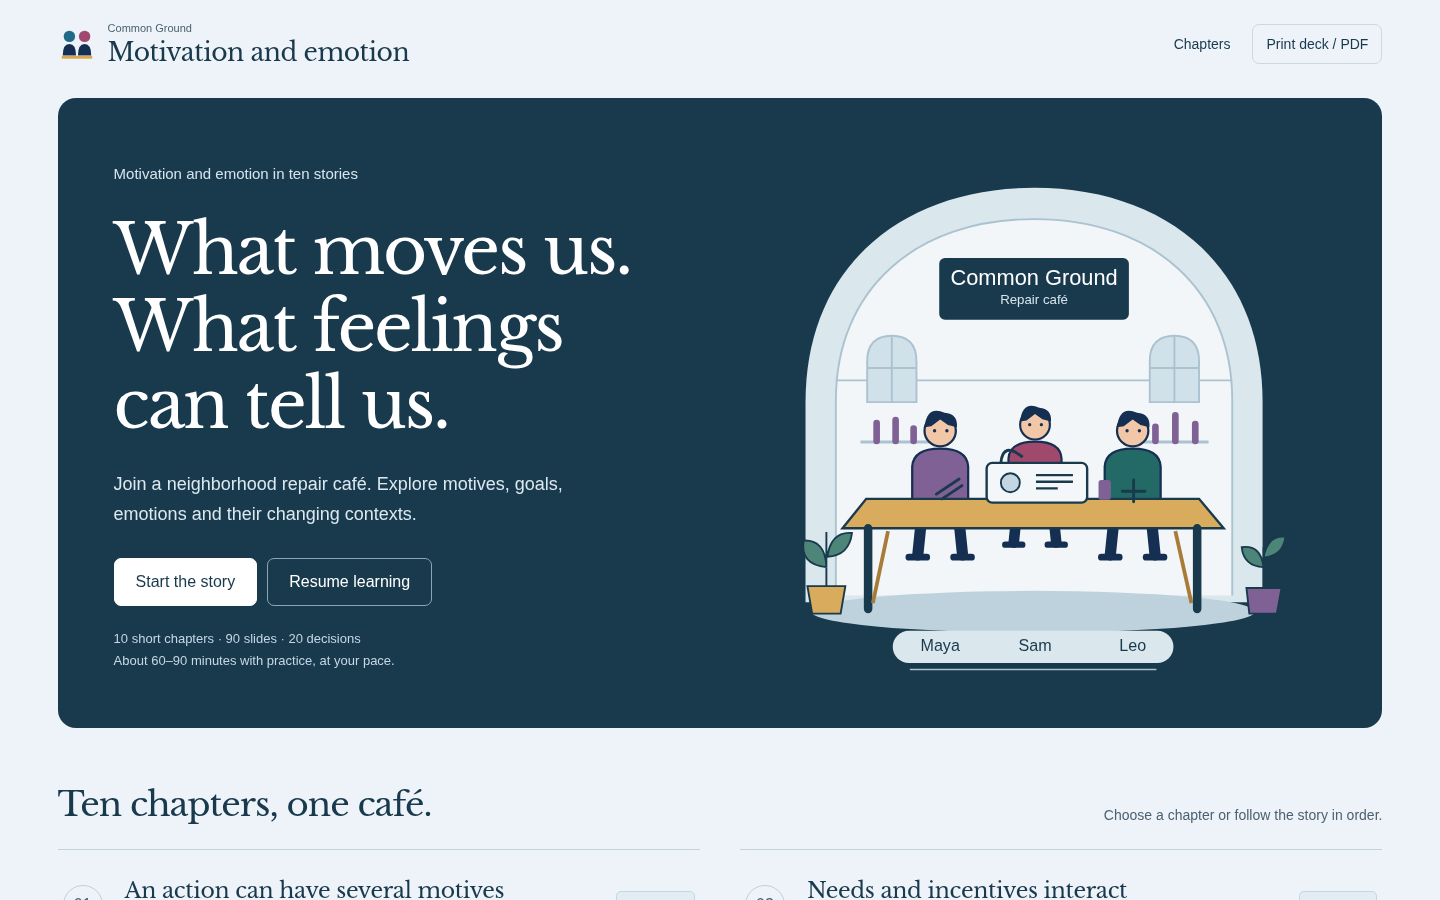 Common Ground
Motivation and emotion
Chapters
Print deck / PDF
Motivation and emotion in ten stories
What moves us.
What feelings
can tell us.
Join a neighborhood repair café. Explore motives, goals,
emotions and their changing contexts.
Start the story
Resume learning
10 short chapters · 90 slides · 20 decisions
About 60–90 minutes with practice, at your pace.
Common Ground
Repair café
Maya
Sam
Leo
Ten chapters, one café.
Choose a chapter or follow the story in order.
An action can have several motives
Needs and incentives interact